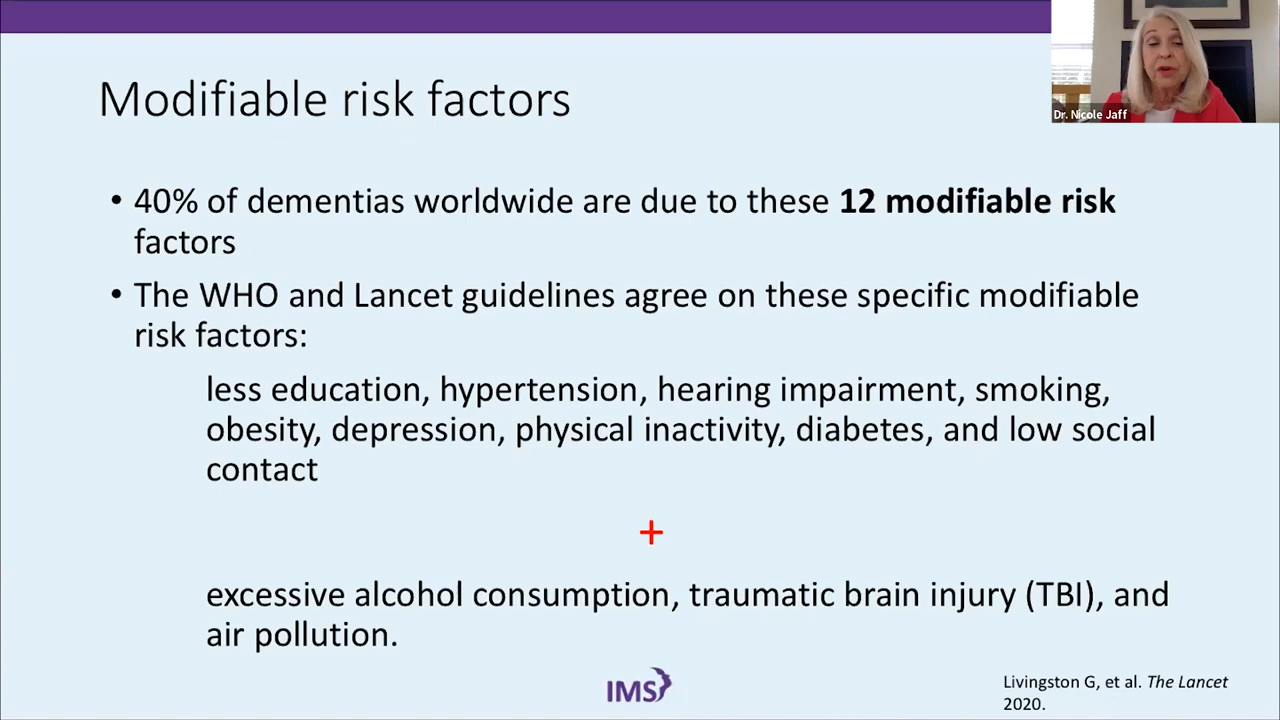 Dr. Nicole Jaff
Modifiable risk factors
• 40% of dementias worldwide are due to these 12 modifiable risk
factors
• The WHO and Lancet guidelines agree on these specific modifiable
risk factors:
less education, hypertension, hearing impairment, smoking,
obesity, depression, physical inactivity, diabetes, and low social
contact
+
excessive alcohol consumption, traumatic brain injury (TBI), and
air pollution.
IMS
Livingston G, et al. The Lancet
2020.